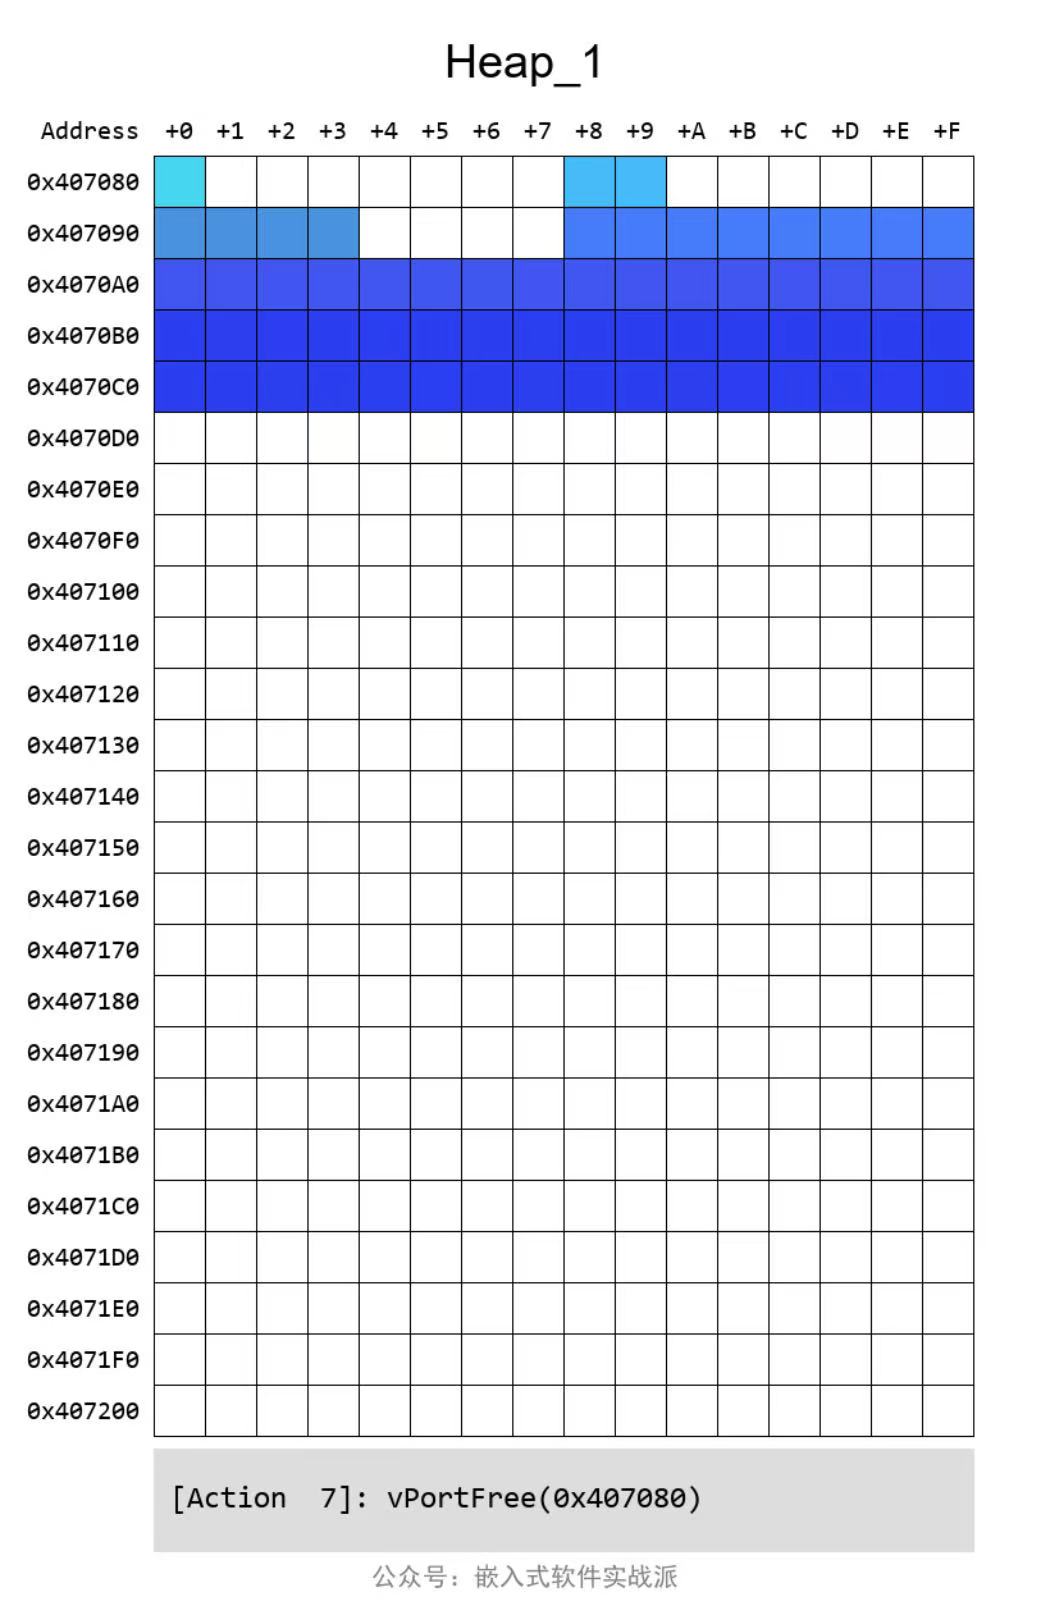 Heap_1
Address +0 +1 +2 +3 +4 +5 +6 +7 +8 +9 +A +B +C +D +E +F
0x407080
0x407090
0x4070A0
0x4070B0
0x4070C0
0x4070D0
0x4070E0
0x4070F0
0x407100
0x407110
0x407120
0x407130
0x407140
0x407150
0x407160
0x407170
0x407180
0x407190
0x4071A0
0x4071B0
0x4071C0
0x4071D0
0x4071E0
0x4071F0
0x407200
[Action  7]: vPortFree(0x407080)
公众号：嵌入式软件实战派